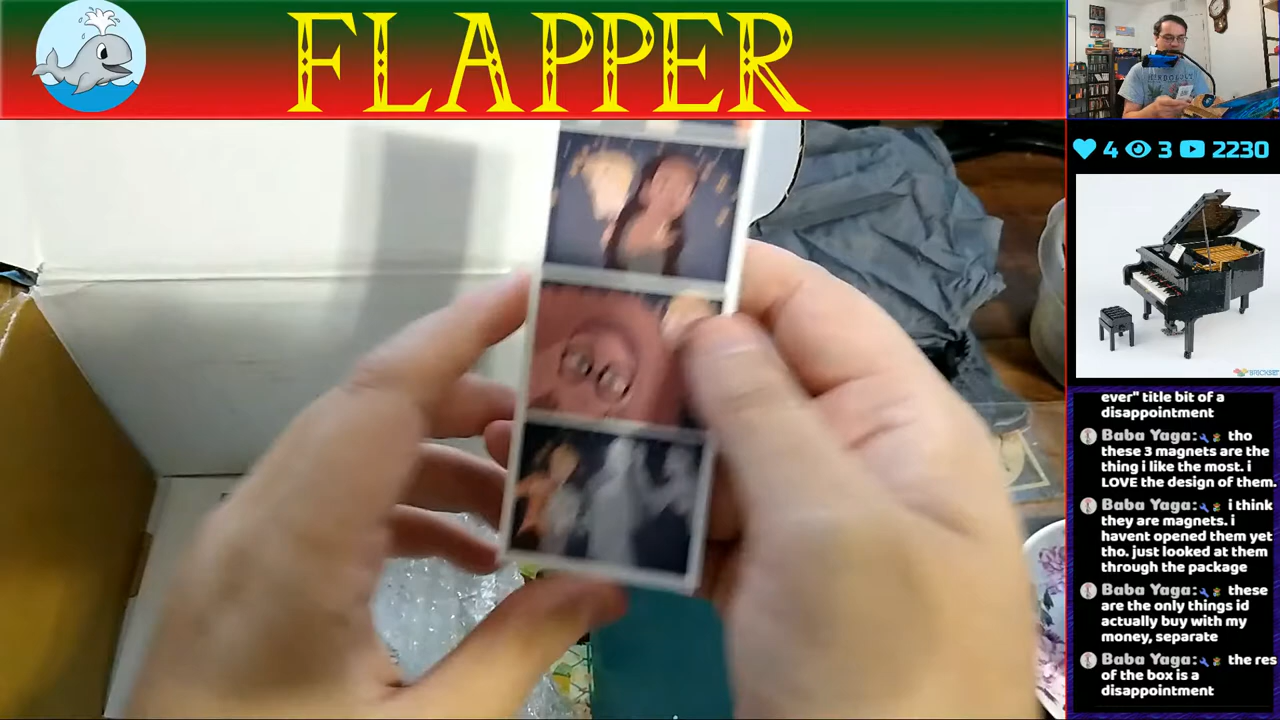 FLAPPER
4 3 2230
BRICKSET
ever" title bit of a
disappointment
Baba Yaga: tho
these 3 magnets are the
thing i like the most. i
LOVE the design of them.
Baba Yaga: i think
they are magnets. i
havent opened them yet
tho. just looked at them
through the package
Baba Yaga: these
are the only things id
actually buy with my
money, separate
Baba Yaga: the res
of the box is a
disappointment